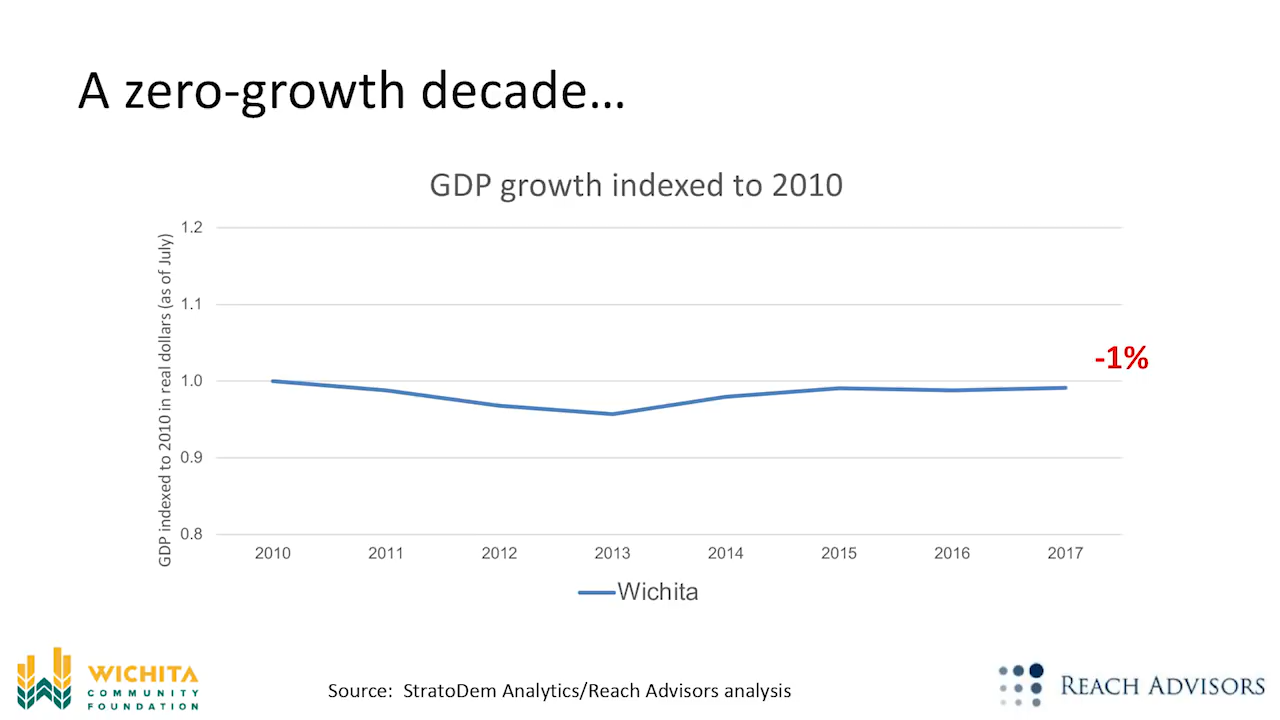 A zero-growth decade…
GDP growth indexed to 2010
GDP indexed to 2010 in real dollars (as of July)
1.2
1.1
1.0
0.9
0.8
-1%
2010 2011 2012 2013 2014 2015 2016 2017
Wichita
WICHITA
COMMUNITY
FOUNDATION
Source: StratoDem Analytics/Reach Advisors analysis
REACH ADVISORS